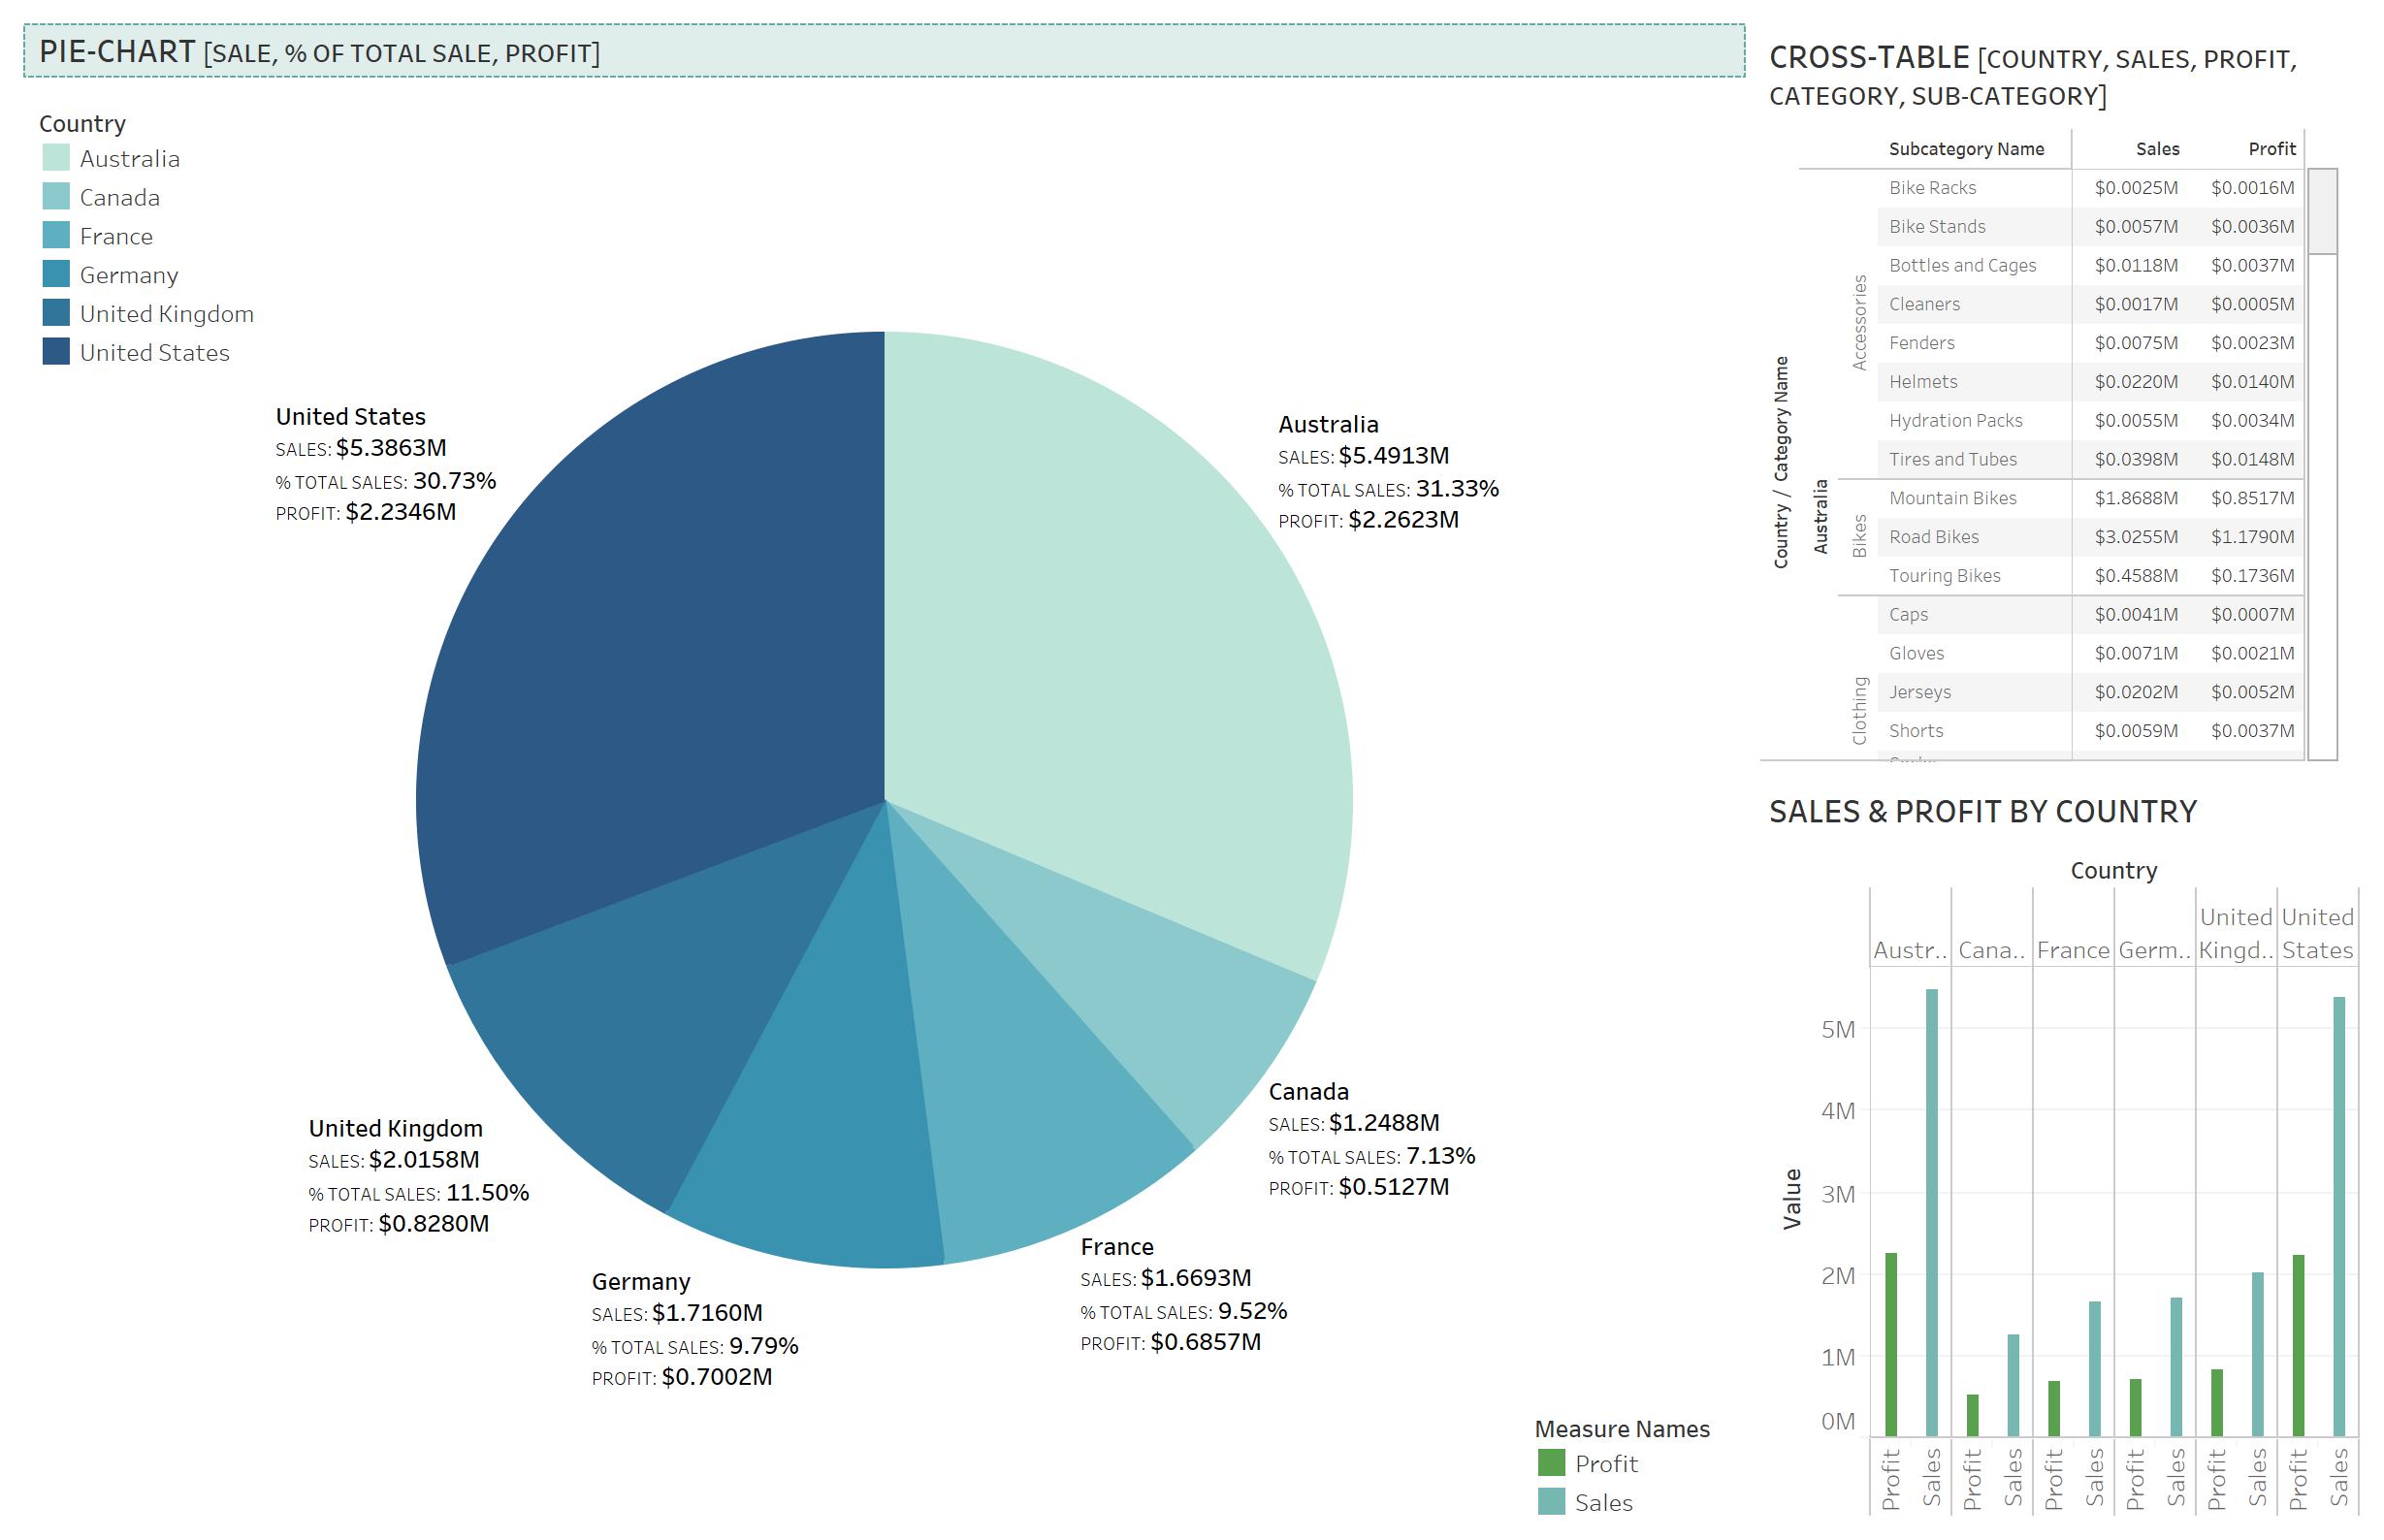 PIE-CHART [SALE, % OF TOTAL SALE, PROFIT]
Country
Australia
Canada
France
Germany
United Kingdom
United States
United States
SALES: $5.3863M
% TOTAL SALES: 30.73%
PROFIT: $2.2346M
Australia
SALES: $5.4913M
% TOTAL SALES: 31.33%
PROFIT: $2.2623M
Canada
SALES: $1.2488M
% TOTAL SALES: 7.13%
PROFIT: $0.5127M
United Kingdom
SALES: $2.0158M
% TOTAL SALES: 11.50%
PROFIT: $0.8280M
France
SALES: $1.6693M
% TOTAL SALES: 9.52%
PROFIT: $0.6857M
Germany
SALES: $1.7160M
% TOTAL SALES: 9.79%
PROFIT: $0.7002M
Measure Names
Profit
Sales
CROSS-TABLE [COUNTRY, SALES, PROFIT,
CATEGORY, SUB-CATEGORY]
Subcategory Name Sales Profit
Country / Category Name
Australia
Accessories
Bike Racks $0.0025M $0.0016M
Bike Stands $0.0057M $0.0036M
Bottles and Cages $0.0118M $0.0037M
Cleaners $0.0017M $0.0005M
Fenders $0.0075M $0.0023M
Helmets $0.0220M $0.0140M
Hydration Packs $0.0055M $0.0034M
Tires and Tubes $0.0398M $0.0148M
Bikes
Mountain Bikes $1.8688M $0.8517M
Road Bikes $3.0255M $1.1790M
Touring Bikes $0.4588M $0.1736M
Clothing
Caps $0.0041M $0.0007M
Gloves $0.0071M $0.0021M
Jerseys $0.0202M $0.0052M
Shorts $0.0059M $0.0037M
SALES & PROFIT BY COUNTRY
Country
Austr.. Cana.. France Germ.. United Kingd.. United States
Value
5M
4M
3M
2M
1M
0M
Profit Sales Profit Sales Profit Sales Profit Sales Profit Sales Profit Sales